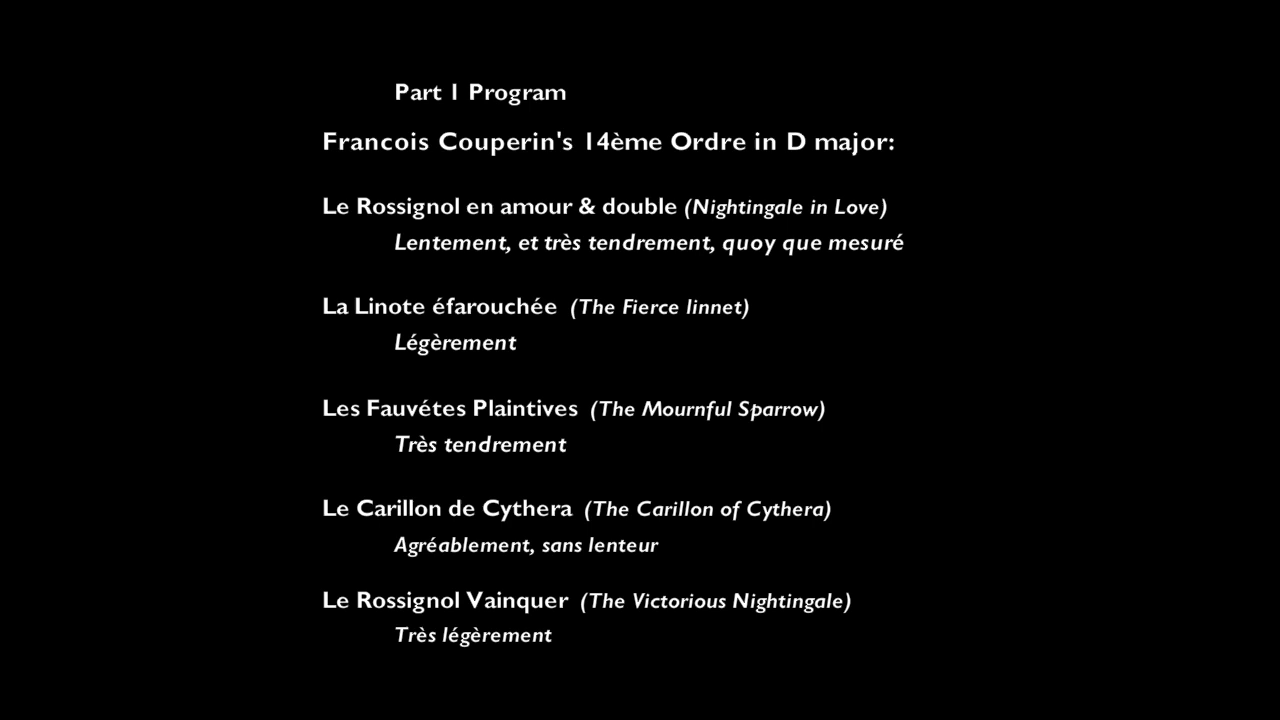 Part 1 Program
Francois Couperin's 14ème Ordre in D major:
Le Rossignol en amour & double (Nightingale in Love)
Lentement, et très tendrement, quoy que mesuré
La Linote éfarouchée (The Fierce linnet)
Légèrement
Les Fauvétes Plaintives (The Mournful Sparrow)
Très tendrement
Le Carillon de Cythera (The Carillon of Cythera)
Agréablement, sans lenteur
Le Rossignol Vainquer (The Victorious Nightingale)
Très légèrement